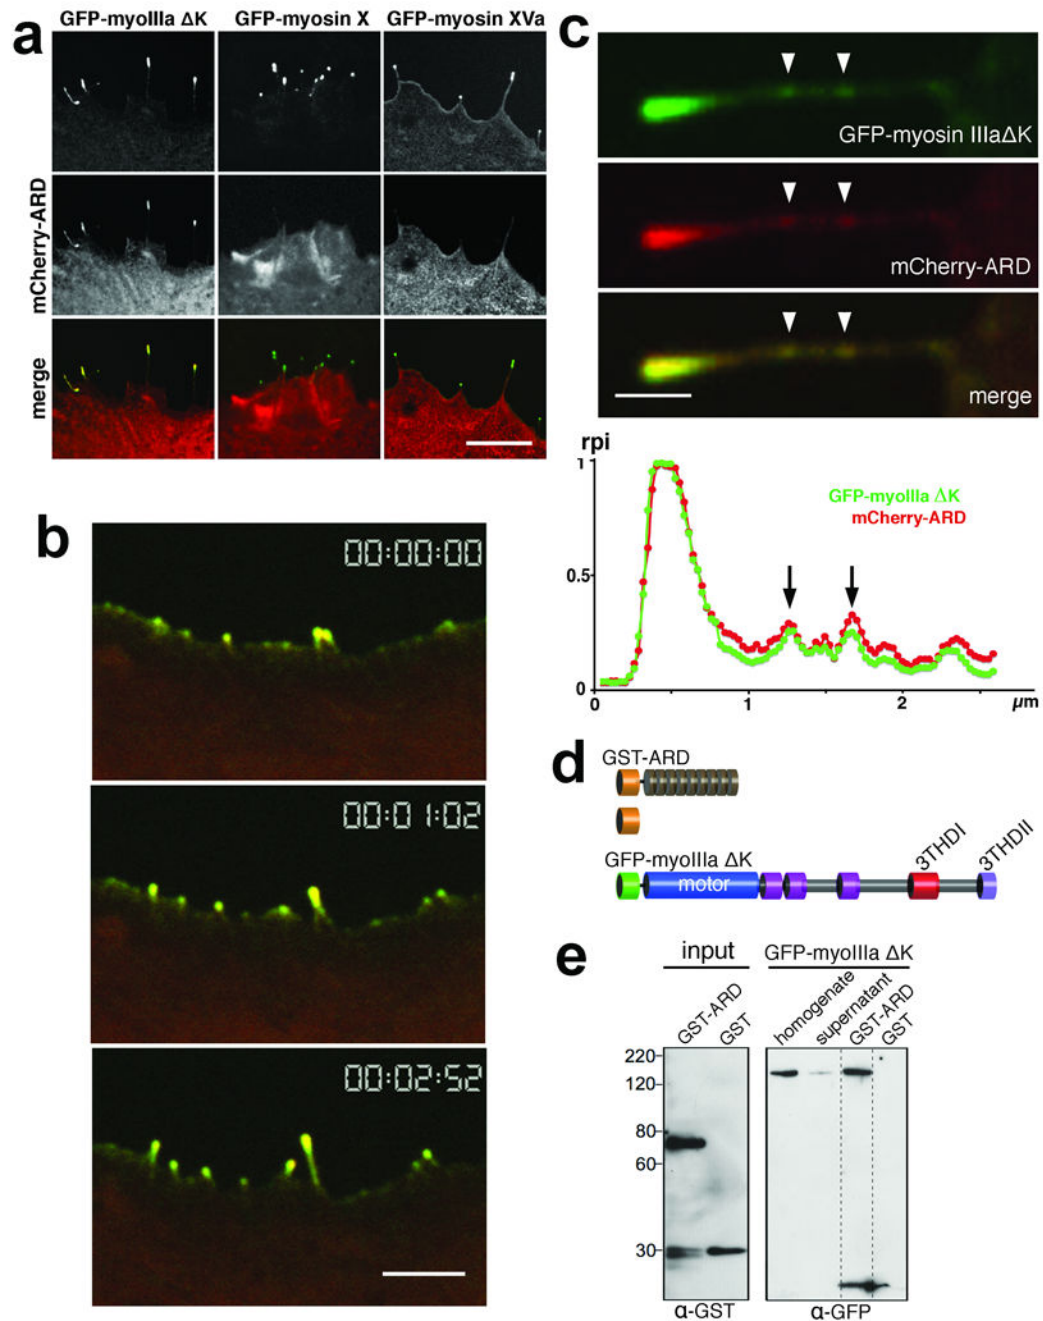 a
GFP-myoIIIa ΔK
GFP-myosin X
GFP-myosin XVa
mCherry-ARD
merge
b
00:00:00
00:01:02
00:02:52
c
GFP-myosin IIIaΔK
mCherry-ARD
merge
rpi
1
0.5
0
0
1
2
μm
GFP-myoIIIa ΔK
mCherry-ARD
d
GST-ARD
GFP-myoIIIa ΔK
motor
3THDI
3THDII
e
input
GFP-myoIIIa ΔK
GST-ARD
GST
homogenate
supernatant
GST-ARD
GST
220
120
80
60
30
α-GST
α-GFP